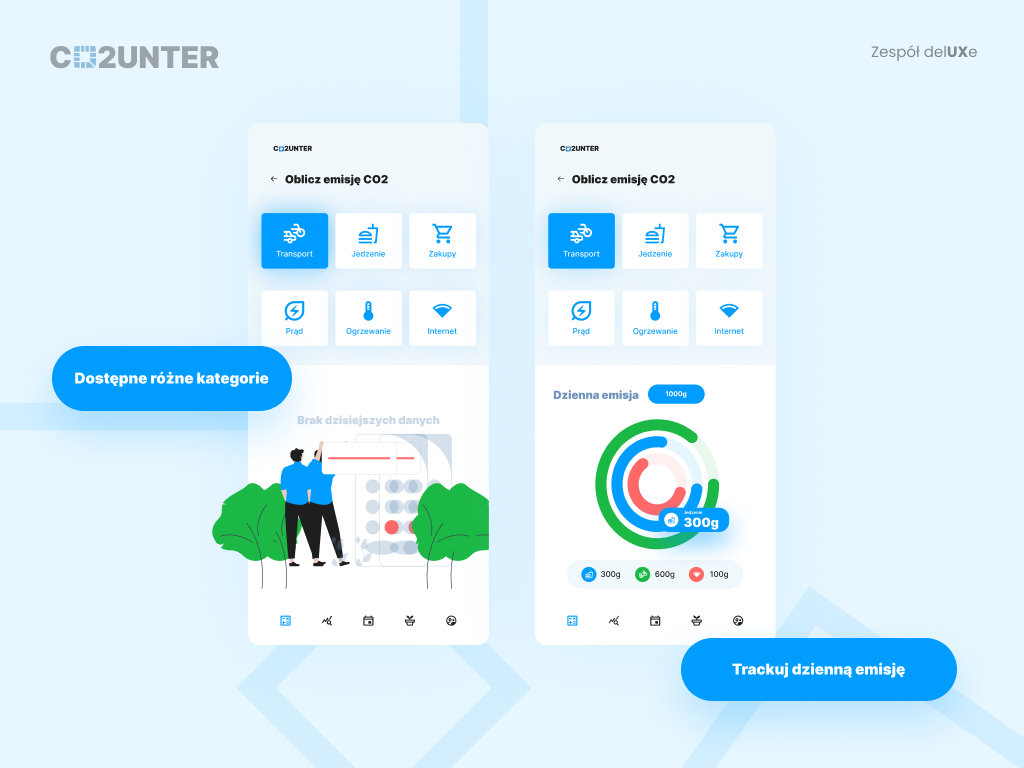 CO2UNTER
Zespół delUXe
CO2UNTER
← Oblicz emisję CO2
Transport
Jedzenie
Zakupy
Prąd
Ogrzewanie
Internet
Dostępne różne kategorie
Brak dzisiejszych danych
CO2UNTER
← Oblicz emisję CO2
Transport
Jedzenie
Zakupy
Prąd
Ogrzewanie
Internet
Dzienna emisja
1000g
Jedzenie
300g
300g
600g
100g
Trackuj dzienną emisję